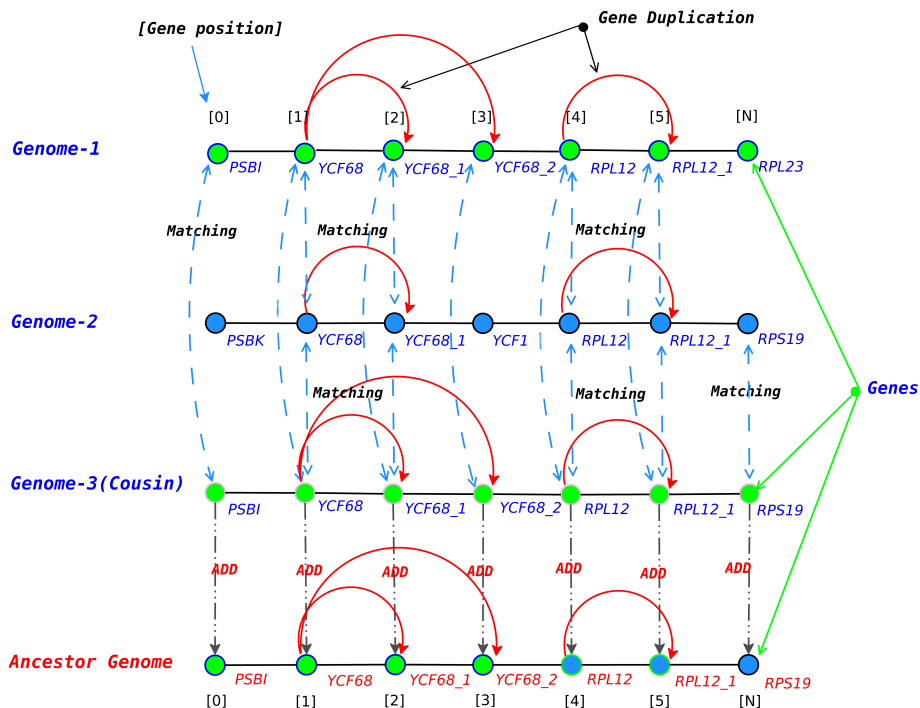 Gene Duplication
[Gene position]
[0] [1] [2] [3] [4] [5] [N]
Genome-1
PSBI YCF68 YCF68_1 YCF68_2 RPL12 RPL12_1 RPL23
Matching Matching Matching
Genome-2
PSBK YCF68 YCF68_1 YCF1 RPL12 RPL12_1 RPS19
Matching Matching Matching
Genes
Genome-3(Cousin)
PSBI YCF68 YCF68_1 YCF68_2 RPL12 RPL12_1 RPS19
ADD ADD ADD ADD ADD ADD ADD
Ancestor Genome
PSBI YCF68 YCF68_1 YCF68_2 RPL12 RPL12_1 RPS19
[0] [1] [2] [3] [4] [5] [N]